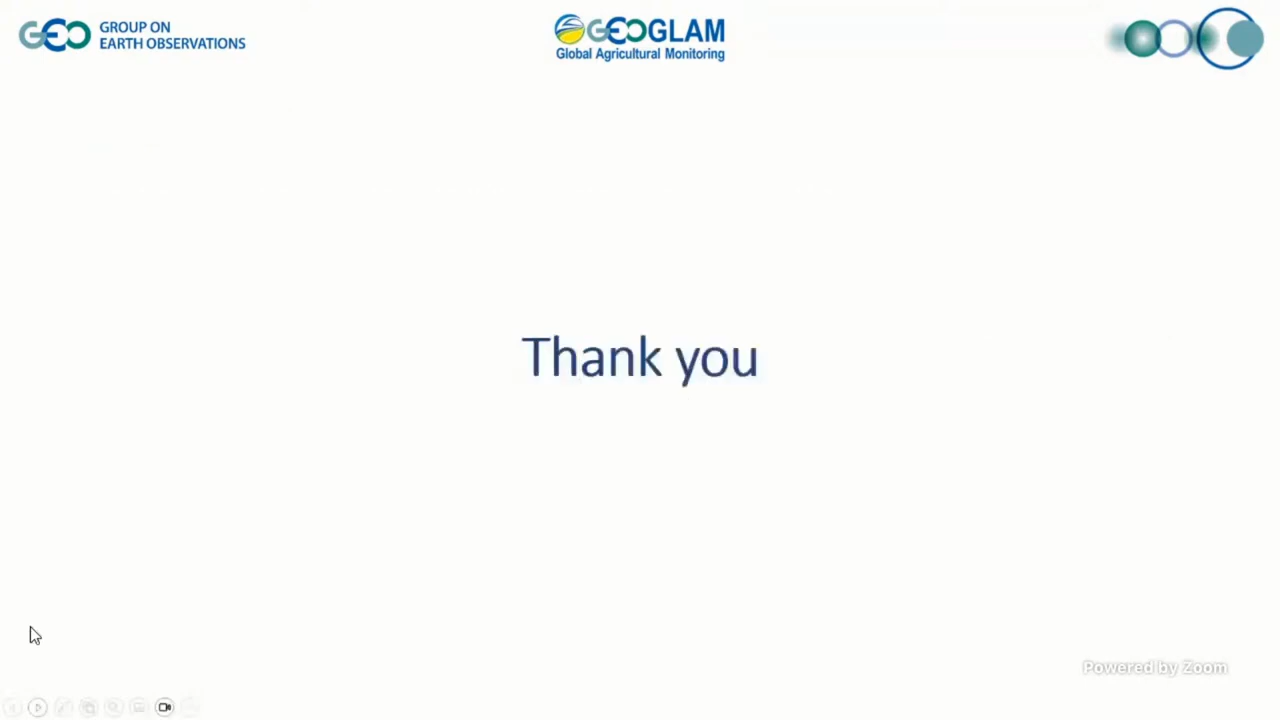 GEO GROUP ON
EARTH OBSERVATIONS
GEOGLAM
Global Agricultural Monitoring
Thank you
Powered by Zoom